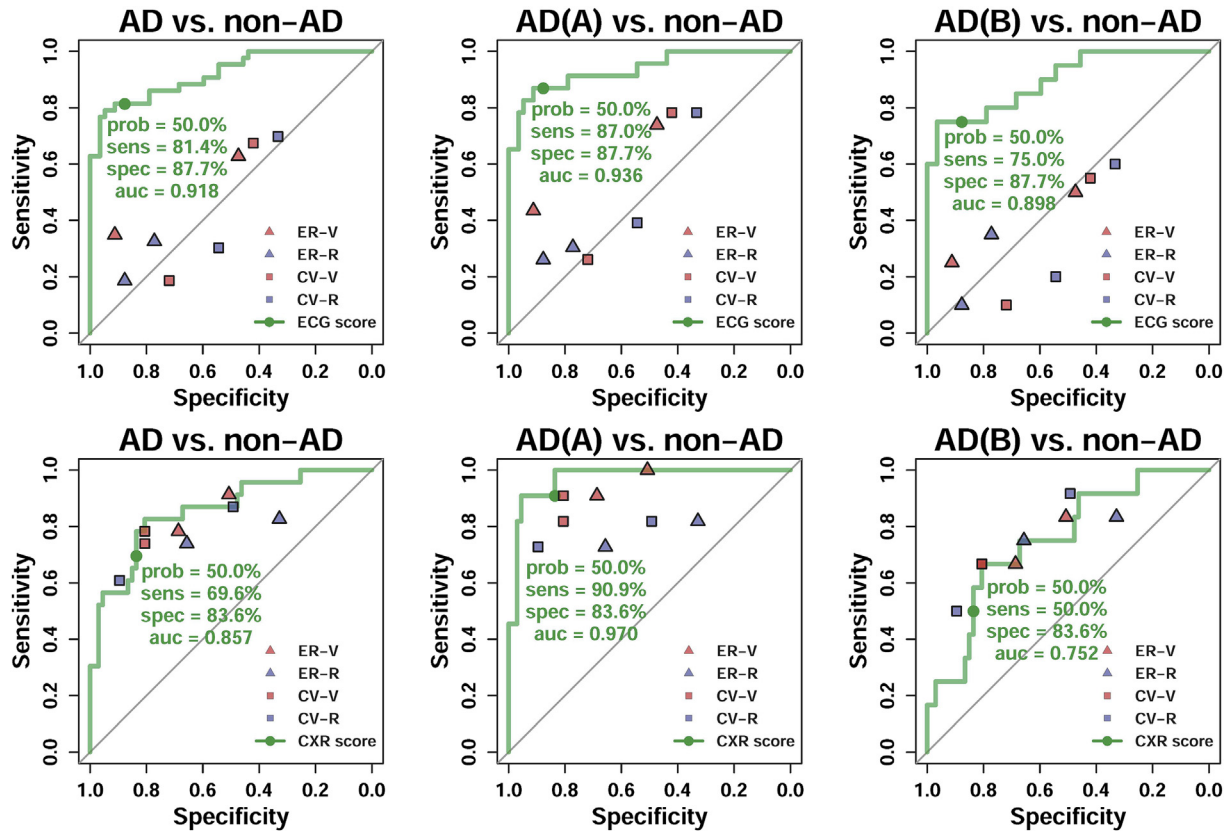 AD vs. non−AD
Sensitivity
0.0 0.2 0.4 0.6 0.8 1.0
prob = 50.0%
sens = 81.4%
spec = 87.7%
auc = 0.918
ER−V
ER−R
CV−V
CV−R
ECG score
1.0 0.8 0.6 0.4 0.2 0.0
Specificity
AD(A) vs. non−AD
Sensitivity
0.0 0.2 0.4 0.6 0.8 1.0
prob = 50.0%
sens = 87.0%
spec = 87.7%
auc = 0.936
ER−V
ER−R
CV−V
CV−R
ECG score
1.0 0.8 0.6 0.4 0.2 0.0
Specificity
AD(B) vs. non−AD
Sensitivity
0.0 0.2 0.4 0.6 0.8 1.0
prob = 50.0%
sens = 75.0%
spec = 87.7%
auc = 0.898
ER−V
ER−R
CV−V
CV−R
ECG score
1.0 0.8 0.6 0.4 0.2 0.0
Specificity
AD vs. non−AD
Sensitivity
0.0 0.2 0.4 0.6 0.8 1.0
prob = 50.0%
sens = 69.6%
spec = 83.6%
auc = 0.857
ER−V
ER−R
CV−V
CV−R
CXR score
1.0 0.8 0.6 0.4 0.2 0.0
Specificity
AD(A) vs. non−AD
Sensitivity
0.0 0.2 0.4 0.6 0.8 1.0
prob = 50.0%
sens = 90.9%
spec = 83.6%
auc = 0.970
ER−V
ER−R
CV−V
CV−R
CXR score
1.0 0.8 0.6 0.4 0.2 0.0
Specificity
AD(B) vs. non−AD
Sensitivity
0.0 0.2 0.4 0.6 0.8 1.0
prob = 50.0%
sens = 50.0%
spec = 83.6%
auc = 0.752
ER−V
ER−R
CV−V
CV−R
CXR score
1.0 0.8 0.6 0.4 0.2 0.0
Specificity